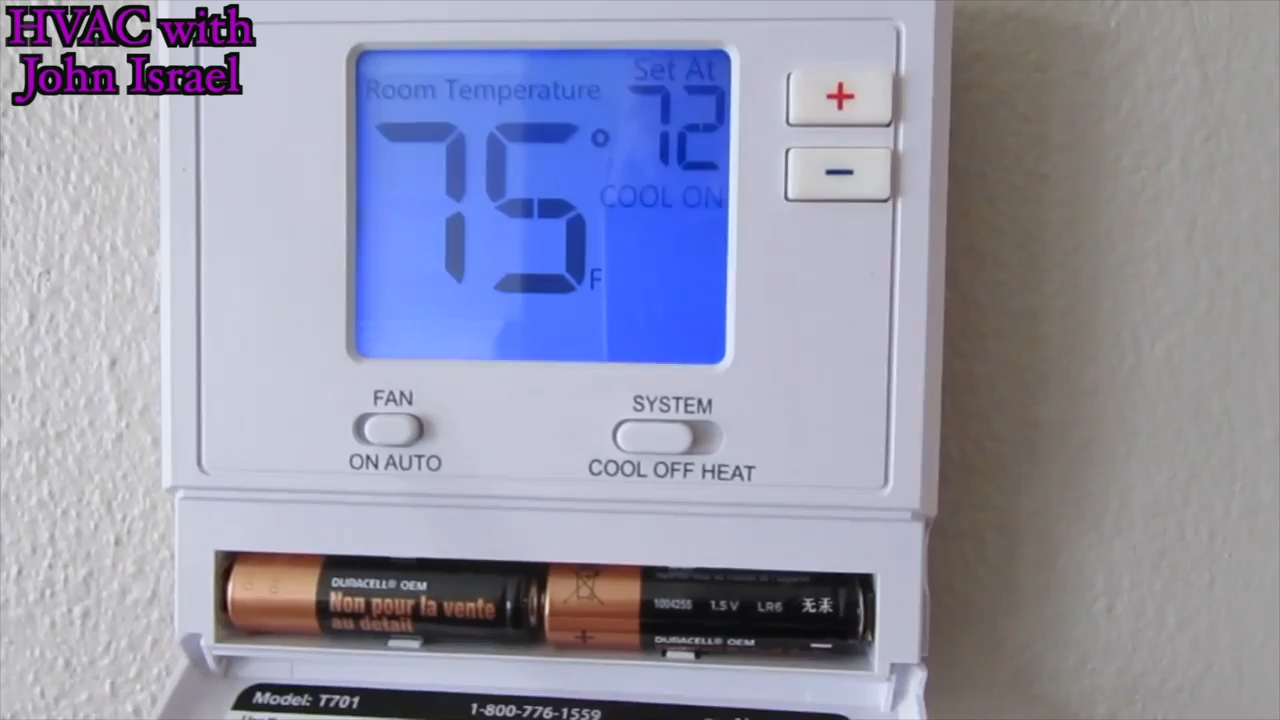 HVAC with
John Israel
Set At
Room Temperature
72
75°F
COOL ON
+
−
FAN
ON AUTO
SYSTEM
COOL OFF HEAT
DURACELL® OEM
Non pour la vente
au détail
1004255 1.5 V LR6 无汞
+
DURACELL® OEM
Model: T701
1-800-776-1559